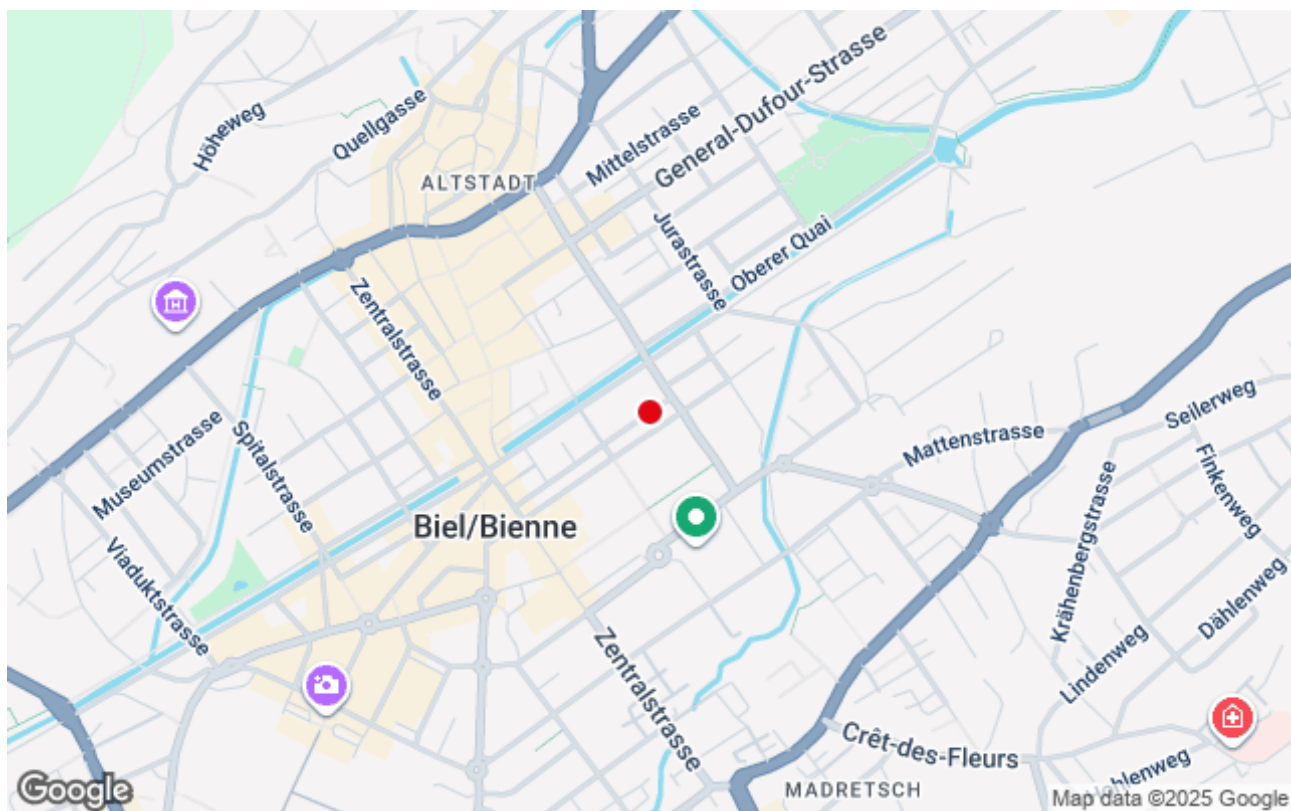 Höheweg
Quellgasse
ALTSTADT
Mittelstrasse
General-Dufour-Strasse
Jurastrasse
Oberer Quai
Zentralstrasse
Museumstrasse
Spitalstrasse
Viaduktstrasse
Biel/Bienne
Mattenstrasse
Seilerweg
Finkenweg
Krähenbergstrasse
Dählenweg
Lindenweg
Zentralstrasse
Crêt-des-Fleurs
MADRETSCH
H
Google
Map data ©2025 Google